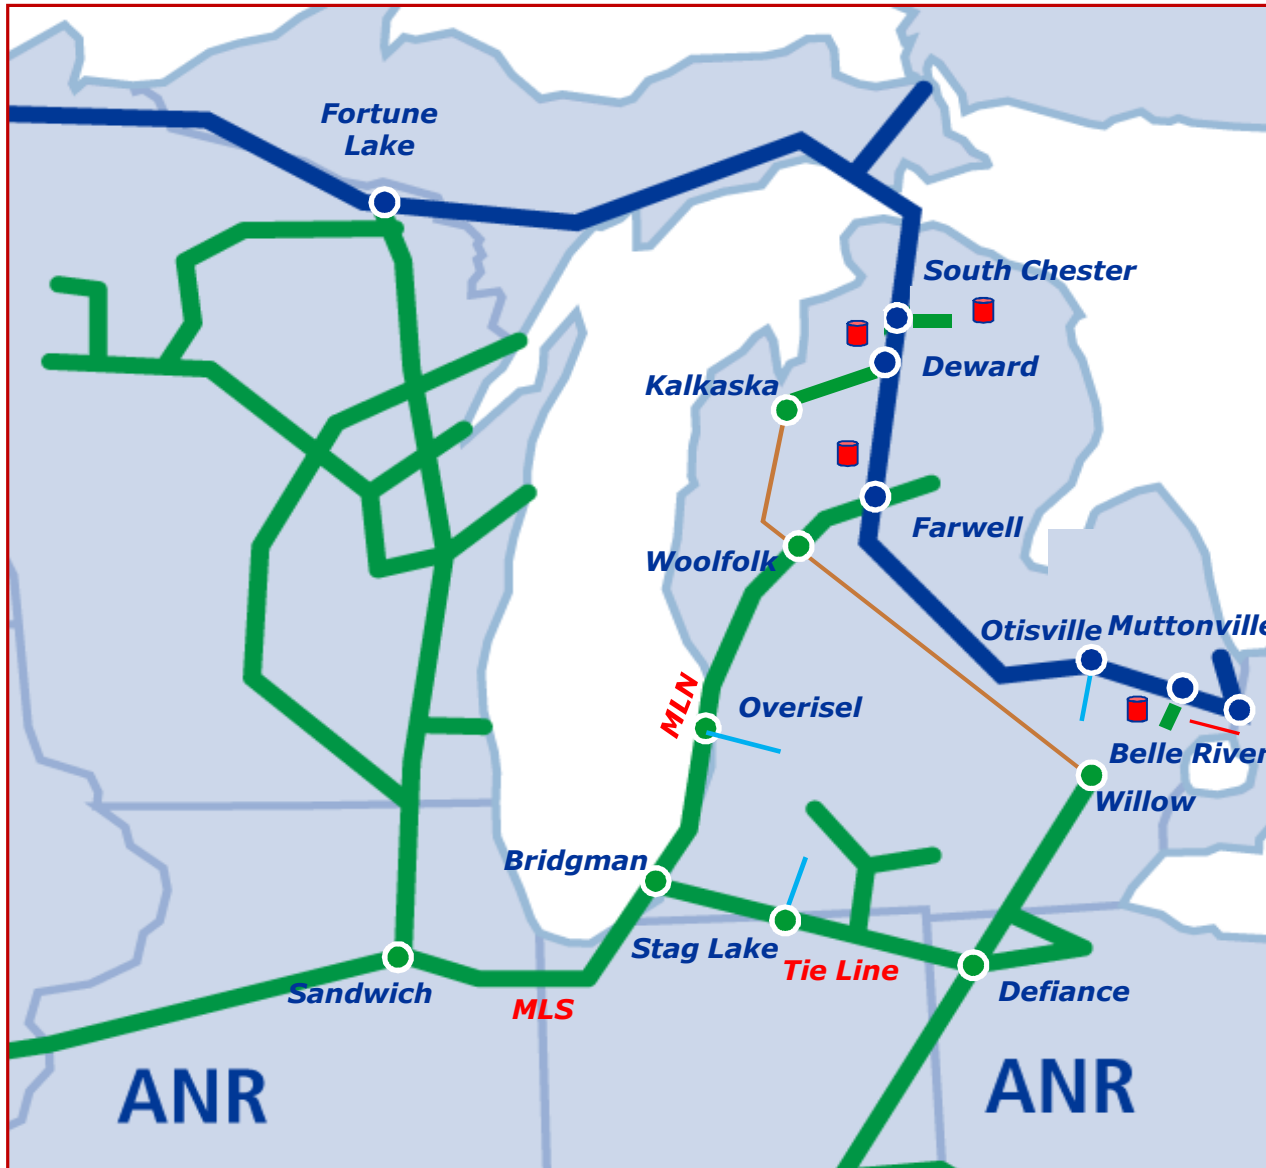 Fortune
Lake
South Chester
Deward
Kalkaska
Farwell
Woolfolk
Otisville
Muttonville
MLN
Overisel
Belle River
Willow
Bridgman
Stag Lake
Tie Line
Sandwich
MLS
Defiance
ANR
ANR